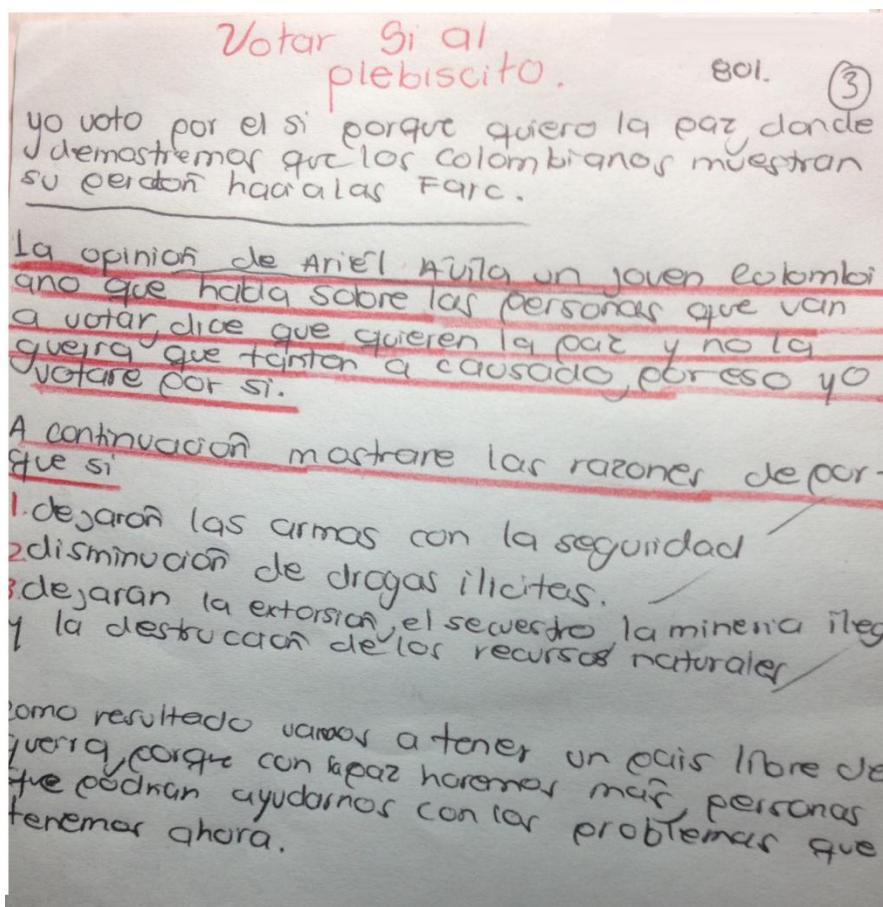 Votar Si al
plebiscito.
801.
3
yo voto por el si porque quiero la paz, donde
demostremos que los colombianos muestran
su perdon hacia las Farc.
La opinion de Ariel Avila un joven colombi
ano que habla sobre las personas que van
a votar, dice que quieren la paz y no la
guerra que tanton a causado, por eso yo
votare por si.
A continuacion mostrare las razones de por-
que si
1. dejaron las armas con la seguridad
2 disminucion de drogas ilicites.
3. dejaran la extorsion, el secuestro, la mineria ileg
y la destruccion de los recursos naturales
como resultado vamos a tener un pais libre de
guerra, porque con la paz haremos mas, personas
que podran ayudarnos con los problemas que
tenemos ahora.